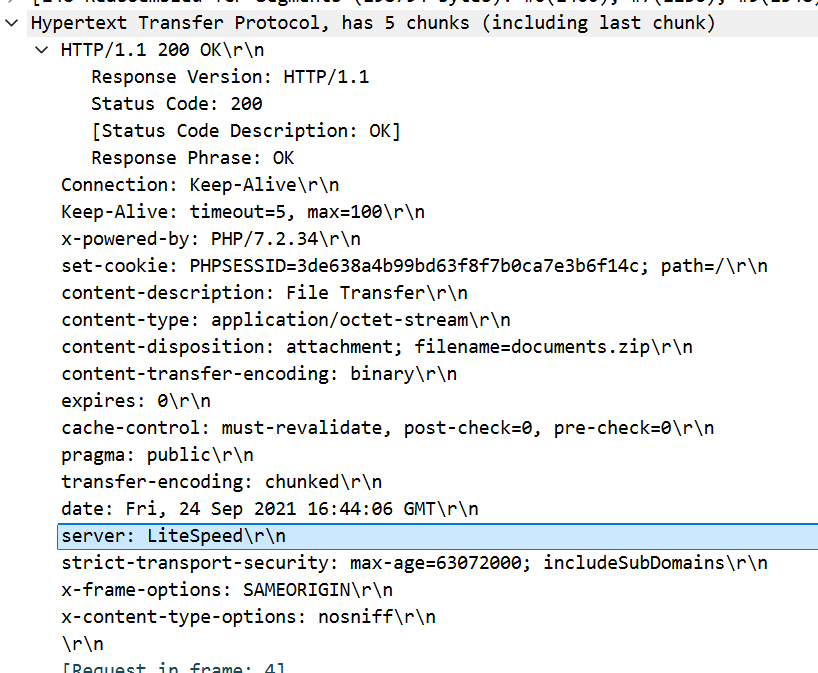 Hypertext Transfer Protocol, has 5 chunks (including last chunk)
HTTP/1.1 200 OK\r\n
Response Version: HTTP/1.1
Status Code: 200
[Status Code Description: OK]
Response Phrase: OK
Connection: Keep-Alive\r\n
Keep-Alive: timeout=5, max=100\r\n
x-powered-by: PHP/7.2.34\r\n
set-cookie: PHPSESSID=3de638a4b99bd63f8f7b0ca7e3b6f14c; path=/\r\n
content-description: File Transfer\r\n
content-type: application/octet-stream\r\n
content-disposition: attachment; filename=documents.zip\r\n
content-transfer-encoding: binary\r\n
expires: 0\r\n
cache-control: must-revalidate, post-check=0, pre-check=0\r\n
pragma: public\r\n
transfer-encoding: chunked\r\n
date: Fri, 24 Sep 2021 16:44:06 GMT\r\n
server: LiteSpeed\r\n
strict-transport-security: max-age=63072000; includeSubDomains\r\n
x-frame-options: SAMEORIGIN\r\n
x-content-type-options: nosniff\r\n
\r\n
[Request in frame: 4]